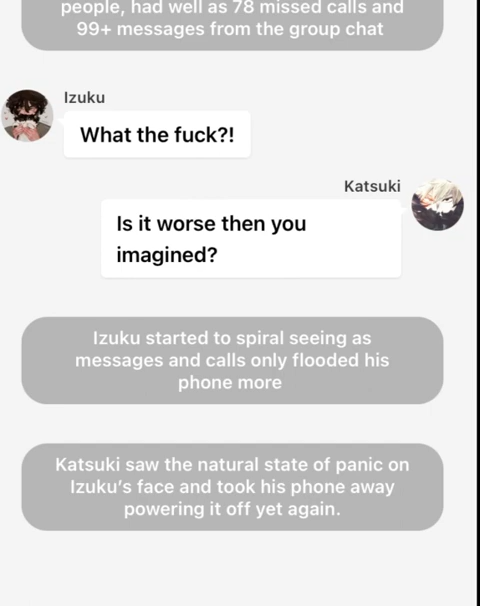 people, had well as 78 missed calls and
99+ messages from the group chat
Izuku
What the fuck?!
Katsuki
Is it worse then you
imagined?
Izuku started to spiral seeing as
messages and calls only flooded his
phone more
Katsuki saw the natural state of panic on
Izuku’s face and took his phone away
powering it off yet again.